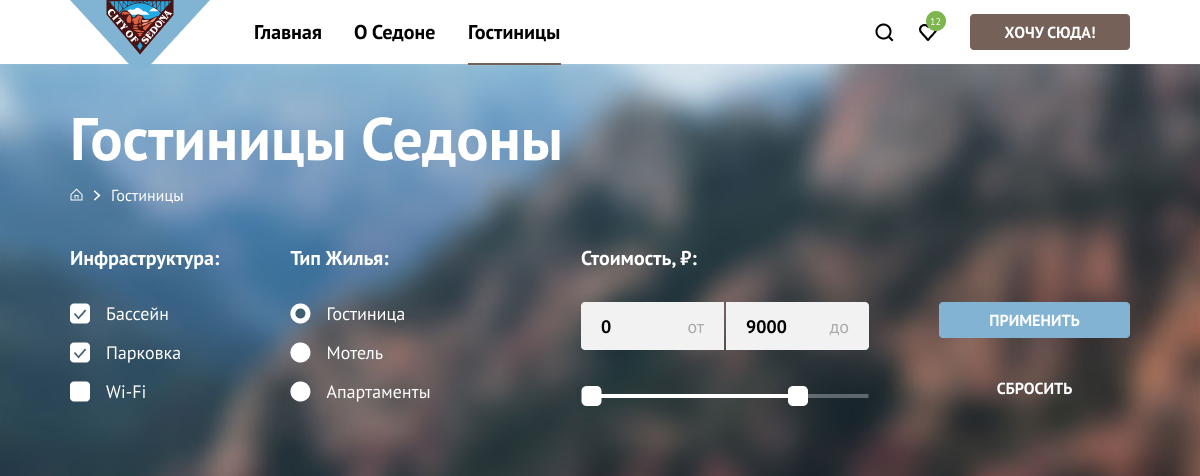 CITY OF SEDONA
Главная
О Седоне
Гостиницы
12
ХОЧУ СЮДА!
Гостиницы Седоны
Гостиницы
Инфраструктура:
Бассейн
Парковка
Wi-Fi
Тип Жилья:
Гостиница
Мотель
Апартаменты
Стоимость, ₽:
0 от
9000 до
ПРИМЕНИТЬ
СБРОСИТЬ